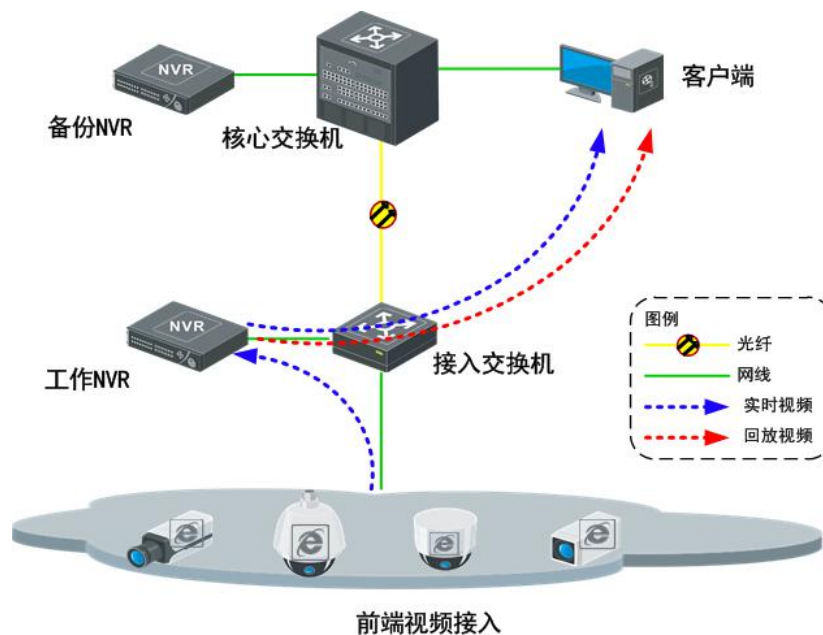 NVR
备份NVR
核心交换机
客户端
NVR
工作NVR
接入交换机
图例
光纤
网线
实时视频
回放视频
前端视频接入